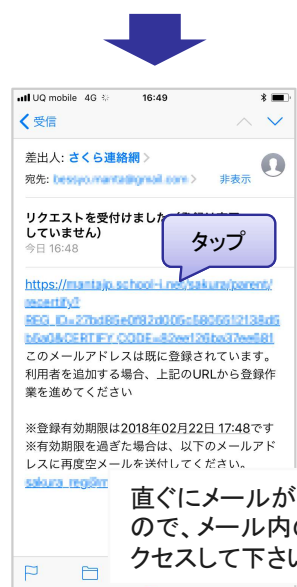 UQ mobile 4G 16:49
受信
差出人: さくら連絡網
宛先: 非表示
リクエストを受付けました
していません)
今日 16:48
タップ
https://
このメールアドレスは既に登録されています。
利用者を追加する場合、上記のURLから登録作
業を進めてください
※登録有効期限は2018年02月22日 17:48です
※有効期限を過ぎた場合は、以下のメールアド
レスに再度空メールを送付してください。
直ぐにメールが
ので、メール内の
クセスして下さい